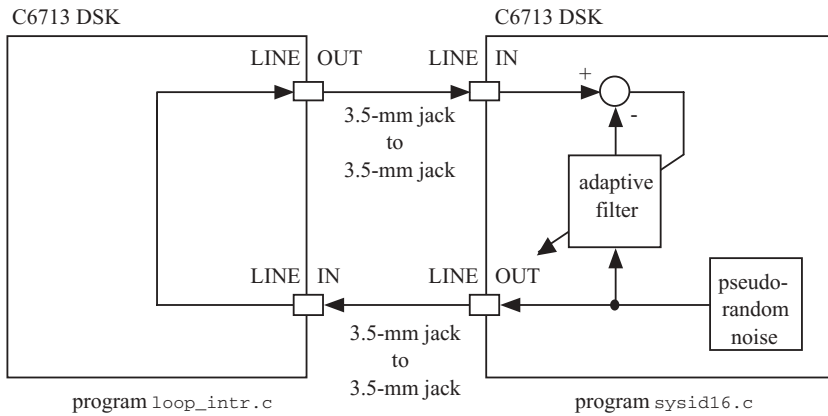 C6713 DSK
C6713 DSK
LINE OUT
LINE IN
+
-
3.5-mm jack
to
3.5-mm jack
adaptive
filter
LINE IN
LINE OUT
pseudo-
random
noise
3.5-mm jack
to
3.5-mm jack
program loop_intr.c
program sysid16.c